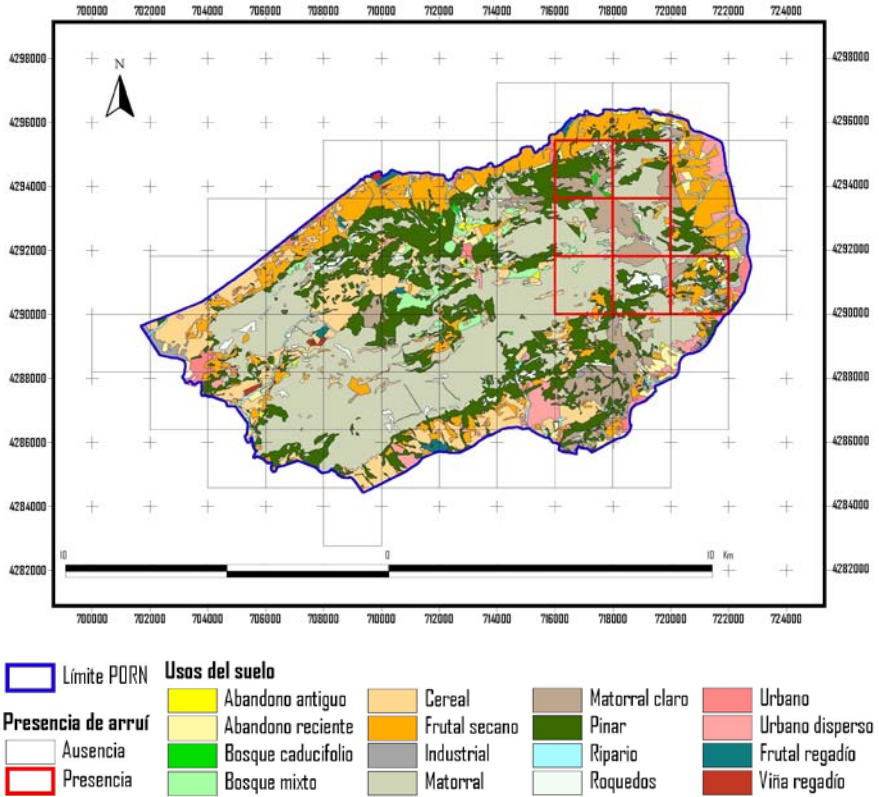 700000 702000 704000 706000 708000 710000 712000 714000 716000 718000 720000 722000 724000
4298000 4298000
N
4296000 4296000
4294000 4294000
4292000 4292000
4290000 4290000
4288000 4288000
4286000 4286000
4284000 4284000
10 0 10 Km
4282000 4282000
700000 702000 704000 706000 708000 710000 712000 714000 716000 718000 720000 722000 724000
Límite PORN
Presencia de arruí
Ausencia
Presencia
Usos del suelo
Abandono antiguo
Abandono reciente
Bosque caducifolio
Bosque mixto
Cereal
Frutal secano
Industrial
Matorral
Matorral claro
Pinar
Ripario
Roquedos
Urbano
Urbano disperso
Frutal regadío
Viña regadío